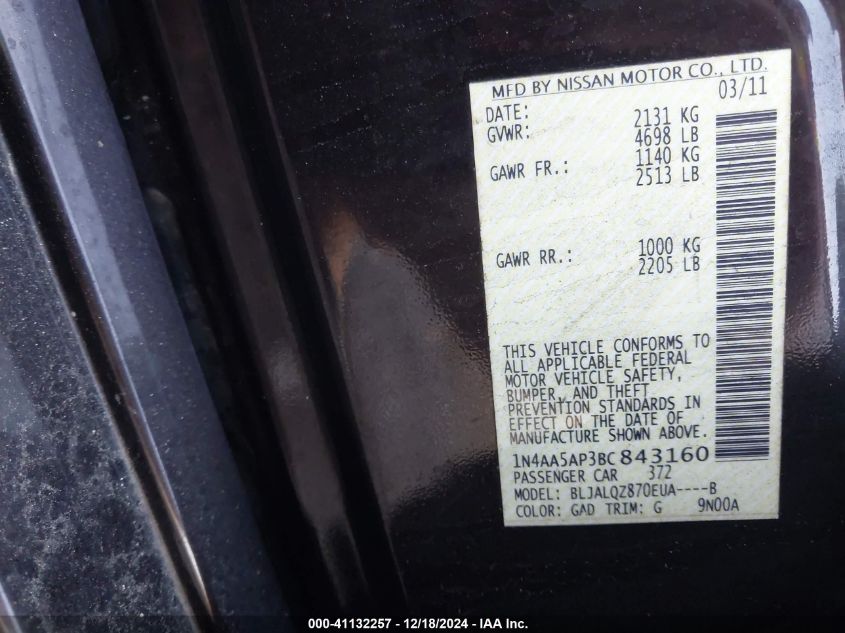 MFD BY NISSAN MOTOR CO., LTD.
DATE: 03/11
GVWR: 2131 KG
4698 LB
GAWR FR.: 1140 KG
2513 LB
GAWR RR.: 1000 KG
2205 LB
THIS VEHICLE CONFORMS TO
ALL APPLICABLE FEDERAL
MOTOR VEHICLE SAFETY,
BUMPER, AND THEFT
PREVENTION STANDARDS IN
EFFECT ON THE DATE OF
MANUFACTURE SHOWN ABOVE.
1N4AA5AP3BC843160
PASSENGER CAR 372
MODEL: BLJALQZ870EUA----B
COLOR: GAD TRIM: G 9N00A
000-41132257 - 12/18/2024 - IAA Inc.